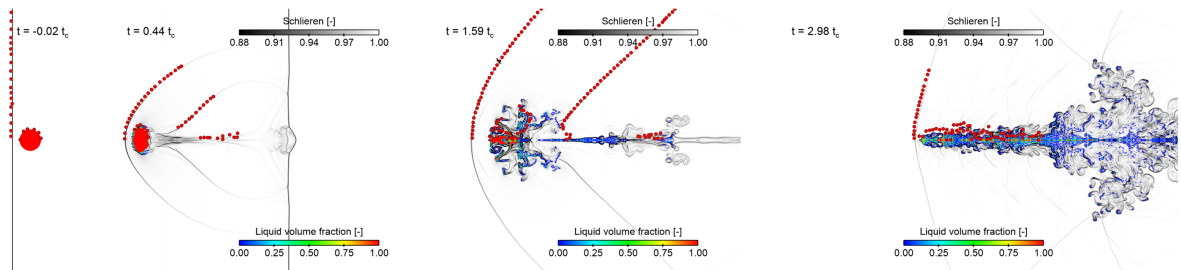 t = -0.02 t_c
t = 0.44 t_c
Schlieren [-]
0.88 0.91 0.94 0.97 1.00
Liquid volume fraction [-]
0.00 0.25 0.50 0.75 1.00
t = 1.59 t_c
Schlieren [-]
0.88 0.91 0.94 0.97 1.00
Liquid volume fraction [-]
0.00 0.25 0.50 0.75 1.00
t = 2.98 t_c
Schlieren [-]
0.88 0.91 0.94 0.97 1.00
Liquid volume fraction [-]
0.00 0.25 0.50 0.75 1.00